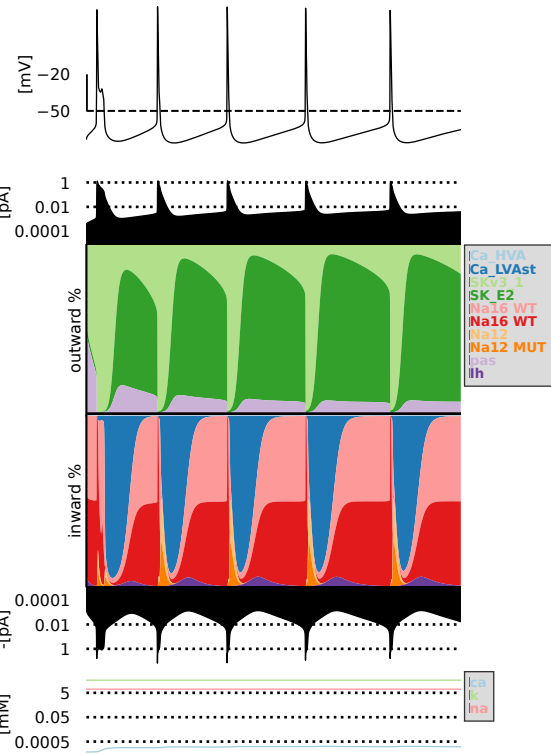 [mV]
−20
−50
[pA]
1
0.01
0.0001
outward %
Ca_HVA
Ca_LVAst
SKv3_1
SK_E2
Na16 WT
Na16 WT
Na12
Na12 MUT
pas
Ih
inward %
-[pA]
0.0001
0.01
1
[mM]
5
0.05
0.0005
ca
k
na